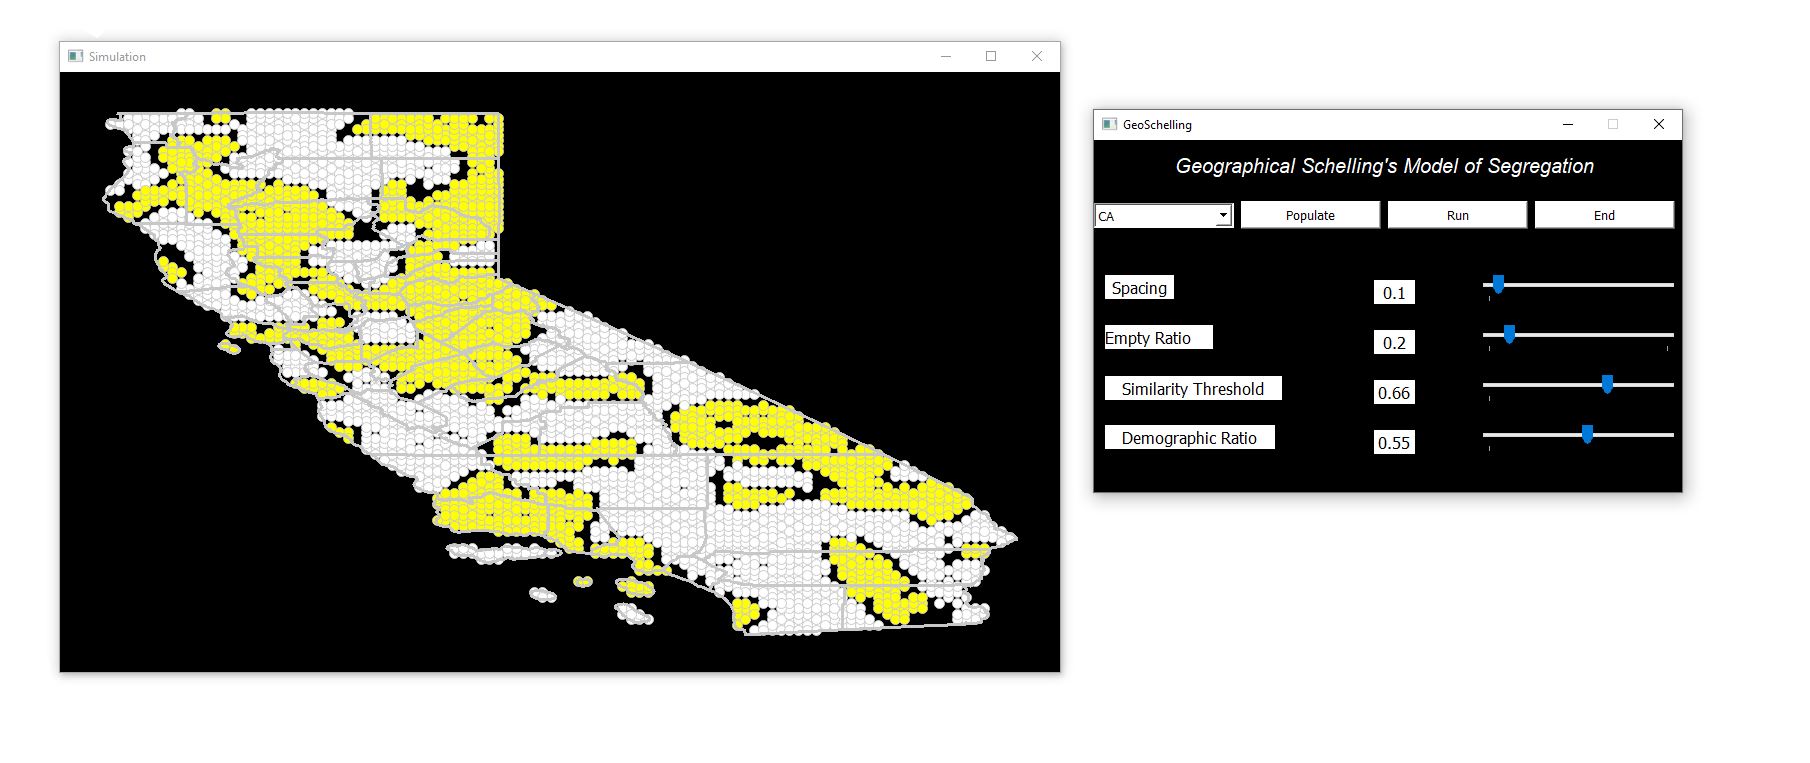 Simulation
GeoSchelling
Geographical Schelling's Model of Segregation
CA
Populate
Run
End
Spacing
0.1
Empty Ratio
0.2
Similarity Threshold
0.66
Demographic Ratio
0.55